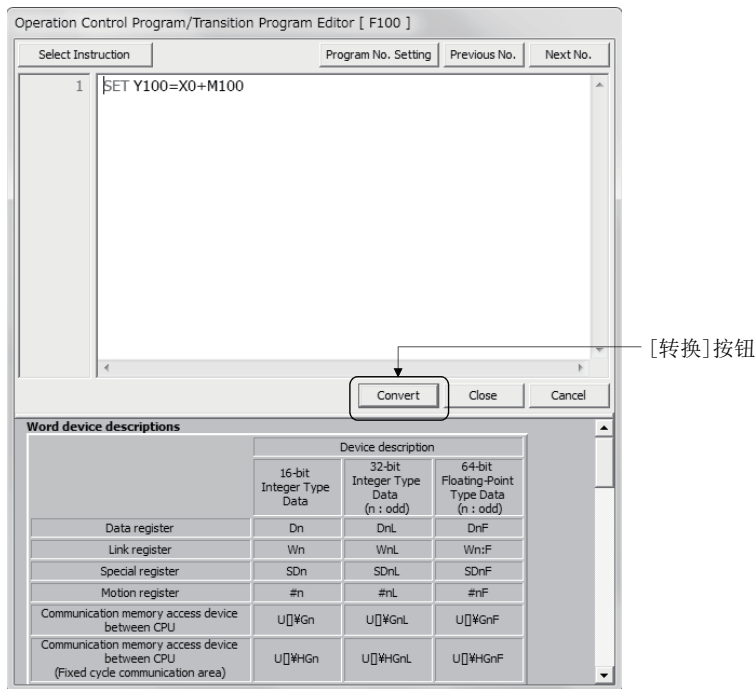 Operation Control Program/Transition Program Editor [ F100 ]
Select Instruction
Program No. Setting
Previous No.
Next No.
1
SET Y100=X0+M100
[转换]按钮
Convert
Close
Cancel
Word device descriptions
Device description
16-bit
Integer Type
Data
32-bit
Integer Type
Data
(n : odd)
64-bit
Floating-Point
Type Data
(n : odd)
Data register
Dn
DnL
DnF
Link register
Wn
WnL
Wn:F
Special register
SDn
SDnL
SDnF
Motion register
#n
#nL
#nF
Communication memory access device
between CPU
U[]¥Gn
U[]¥GnL
U[]¥GnF
Communication memory access device
between CPU
(Fixed cycle communication area)
U[]¥HGn
U[]¥HGnL
U[]¥HGnF